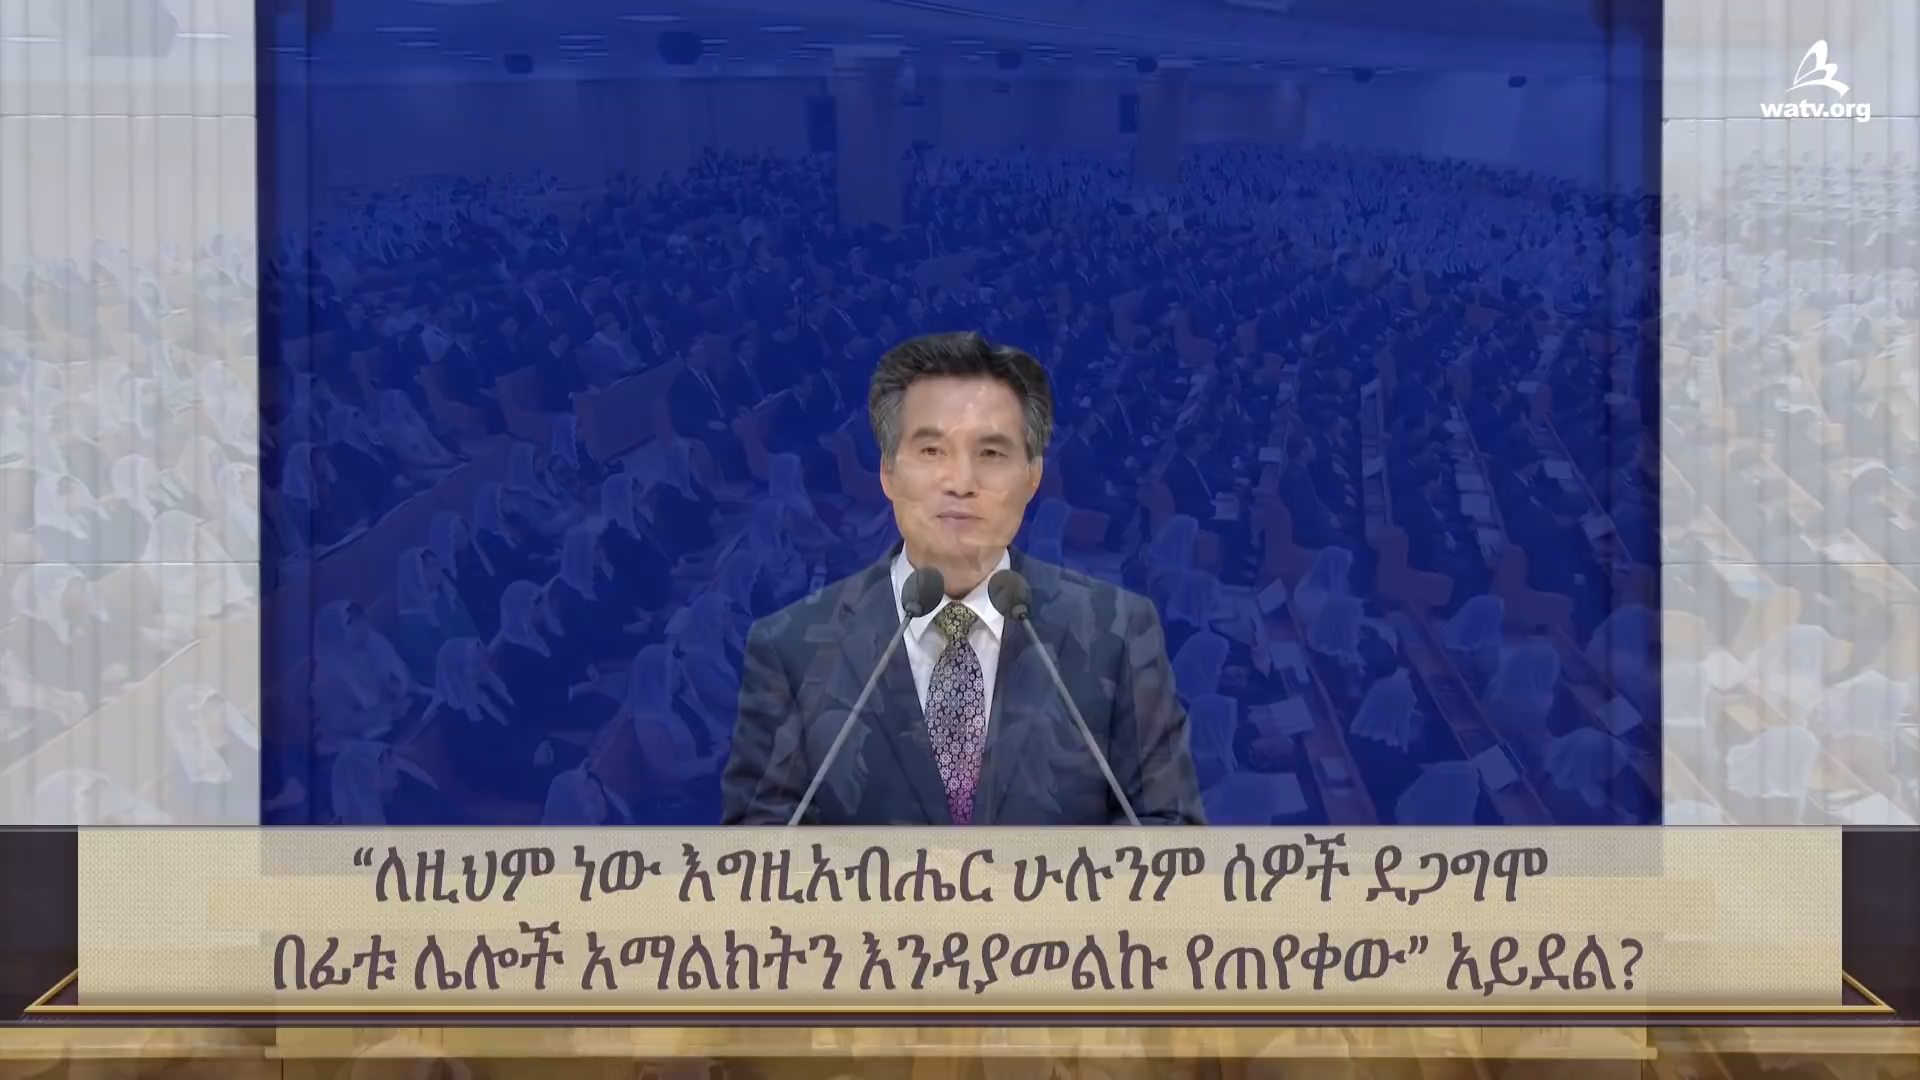 watv.org
“ለዚህም ነው እግዚአብሔር ሁሉንም ሰዎች ደጋግሞ
በፊቱ ሌሎች አማልክትን እንዳያመልኩ የጠየቀው” አይደል?